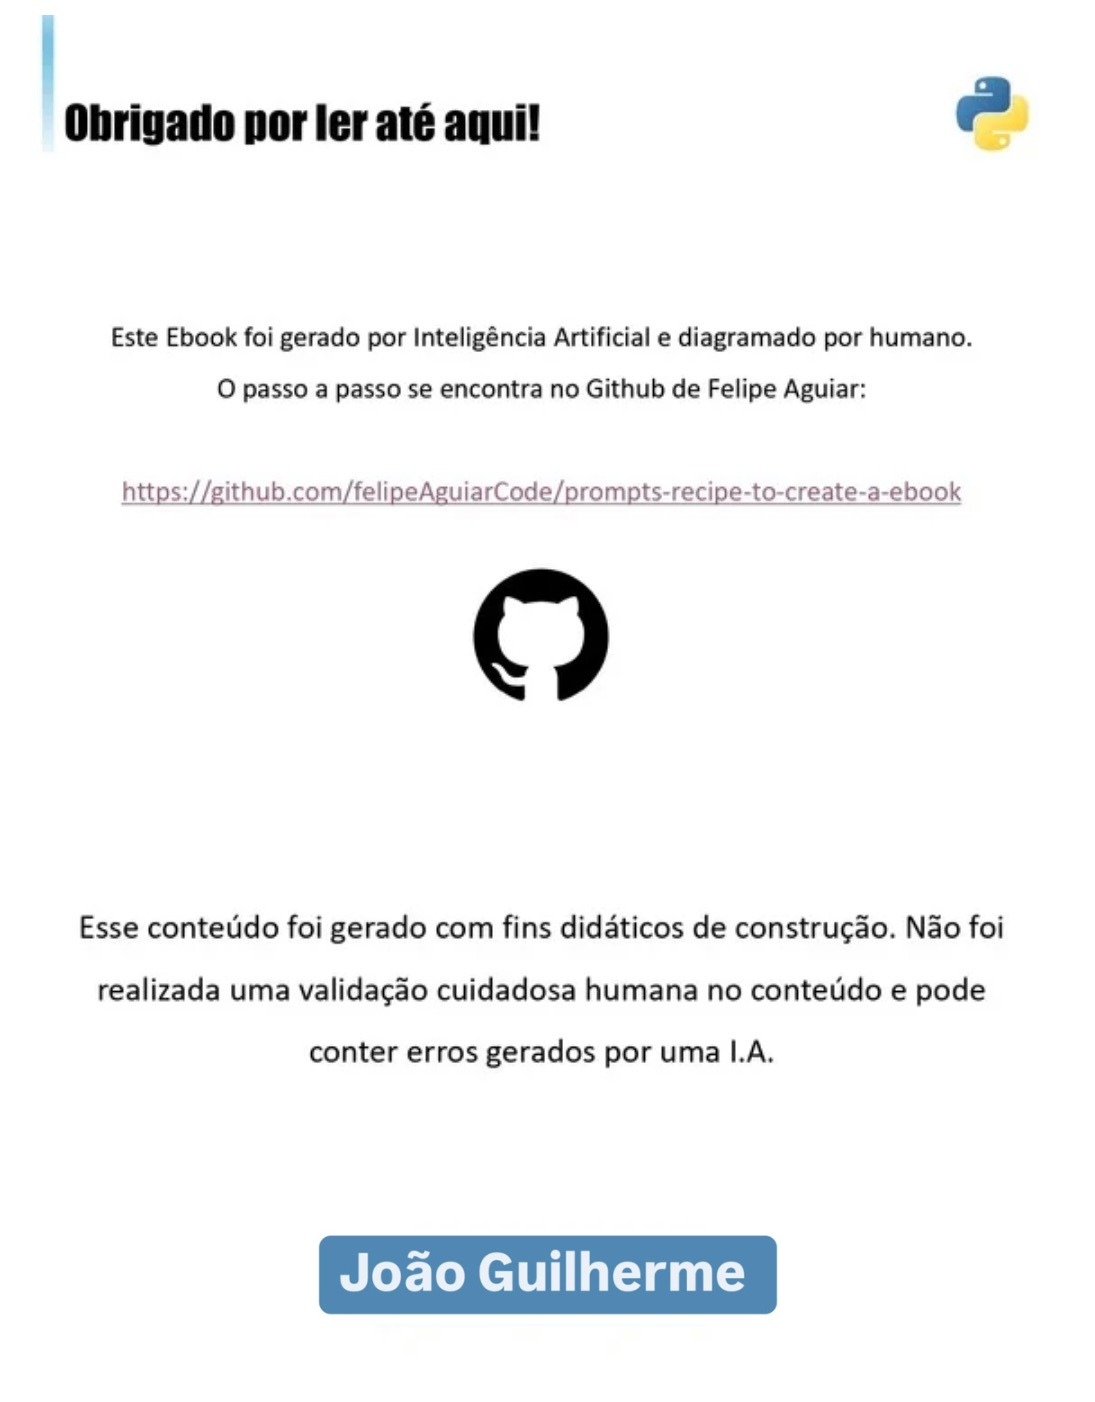 Obrigado por ler até aqui!
Este Ebook foi gerado por Inteligência Artificial e diagramado por humano.
O passo a passo se encontra no Github de Felipe Aguiar:
https://github.com/felipeAguiarCode/prompts-recipe-to-create-a-ebook
Esse conteúdo foi gerado com fins didáticos de construção. Não foi
realizada uma validação cuidadosa humana no conteúdo e pode
conter erros gerados por uma I.A.
João Guilherme